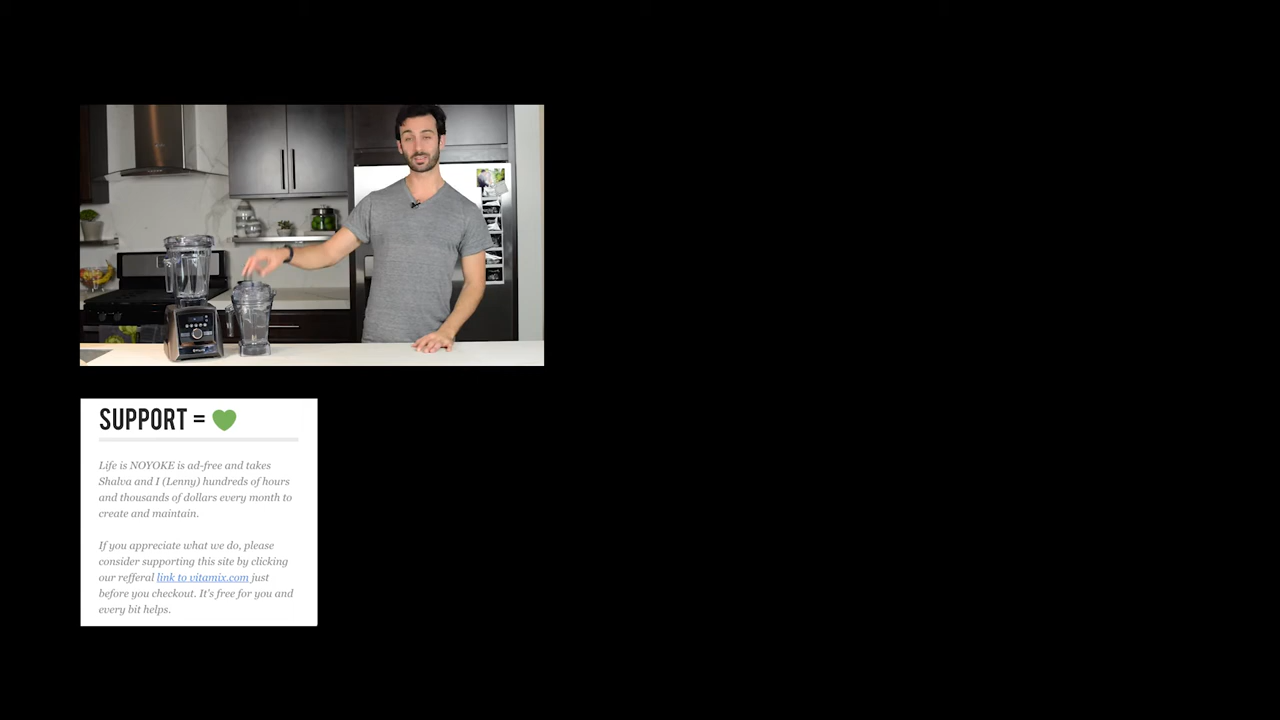 SUPPORT = 💚
Life is NOYOKE is ad-free and takes
Shalva and I (Lenny) hundreds of hours
and thousands of dollars every month to
create and maintain.
If you appreciate what we do, please
consider supporting this site by clicking
our refferal link to vitamix.com just
before you checkout. It's free for you and
every bit helps.